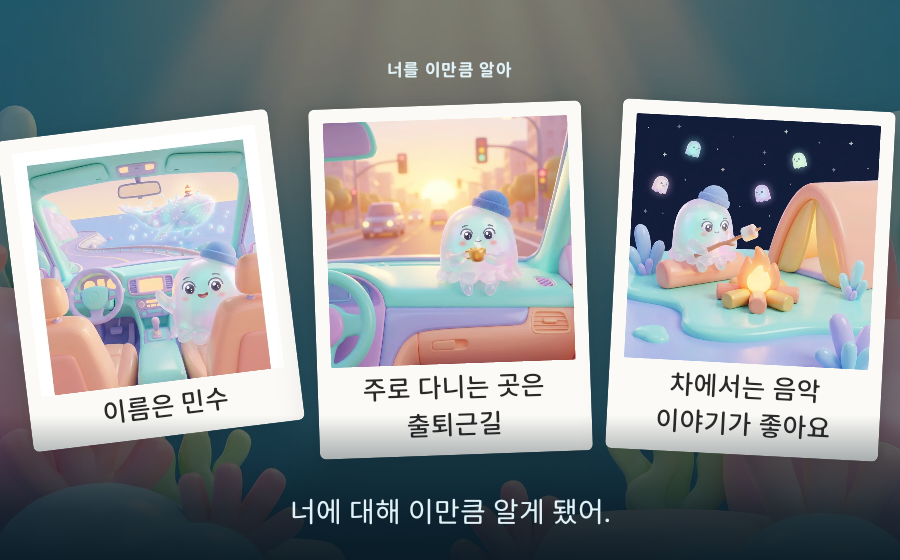 너를 이만큼 알아
이름은 민수
주로 다니는 곳은
출퇴근길
차에서는 음악
이야기가 좋아요
너에 대해 이만큼 알게 됐어.